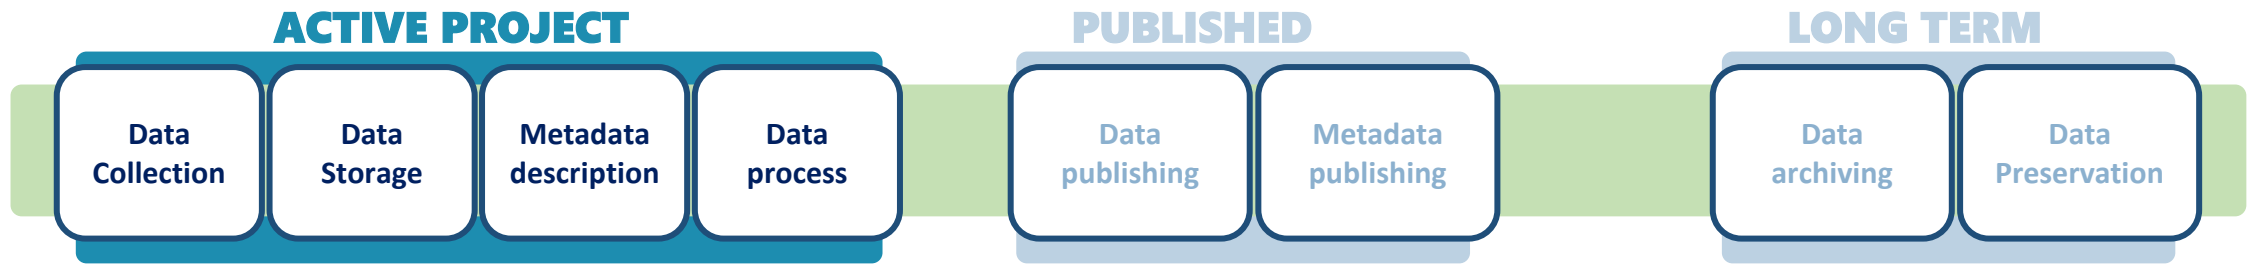 ACTIVE PROJECT
Data
Collection
Data
Storage
Metadata
description
Data
process
PUBLISHED
Data
publishing
Metadata
publishing
LONG TERM
Data
archiving
Data
Preservation